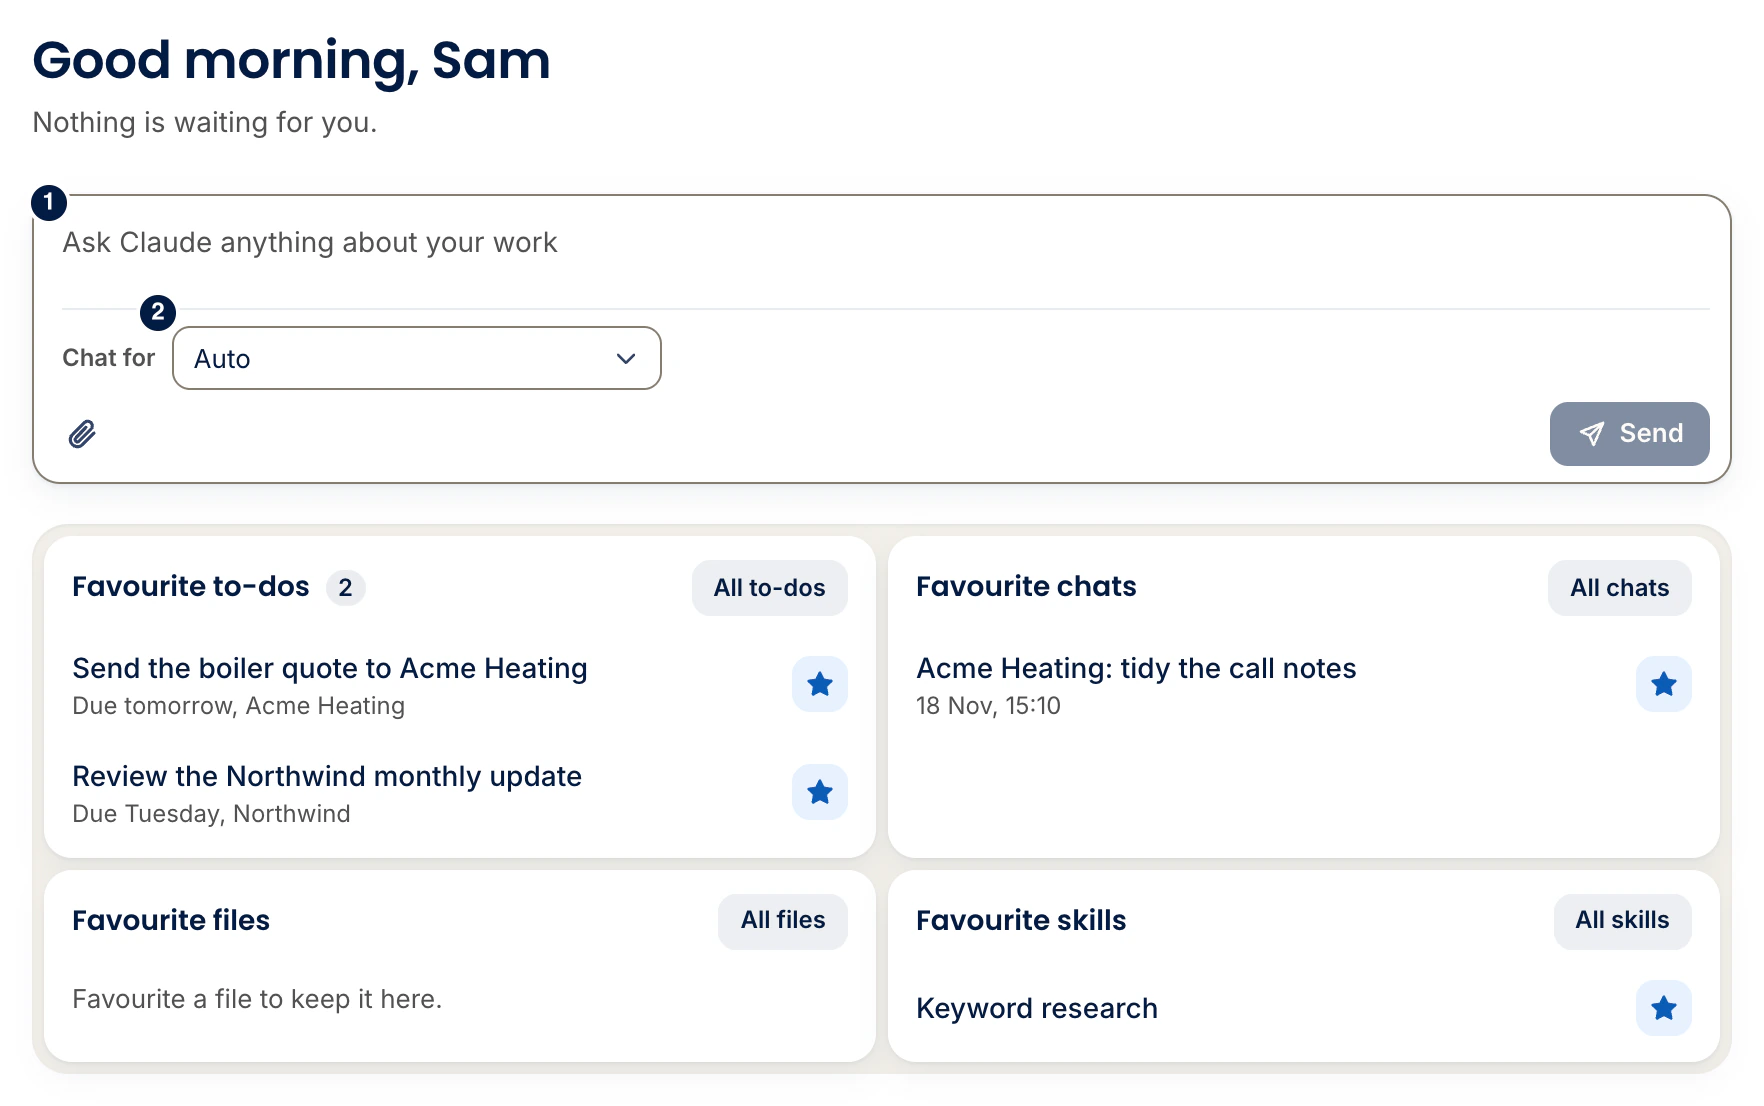 Good morning, Sam
Nothing is waiting for you.
1
Ask Claude anything about your work
2
Chat for
Auto
Send
Favourite to-dos
2
All to-dos
Send the boiler quote to Acme Heating
Due tomorrow, Acme Heating
Review the Northwind monthly update
Due Tuesday, Northwind
Favourite chats
All chats
Acme Heating: tidy the call notes
18 Nov, 15:10
Favourite files
All files
Favourite a file to keep it here.
Favourite skills
All skills
Keyword research